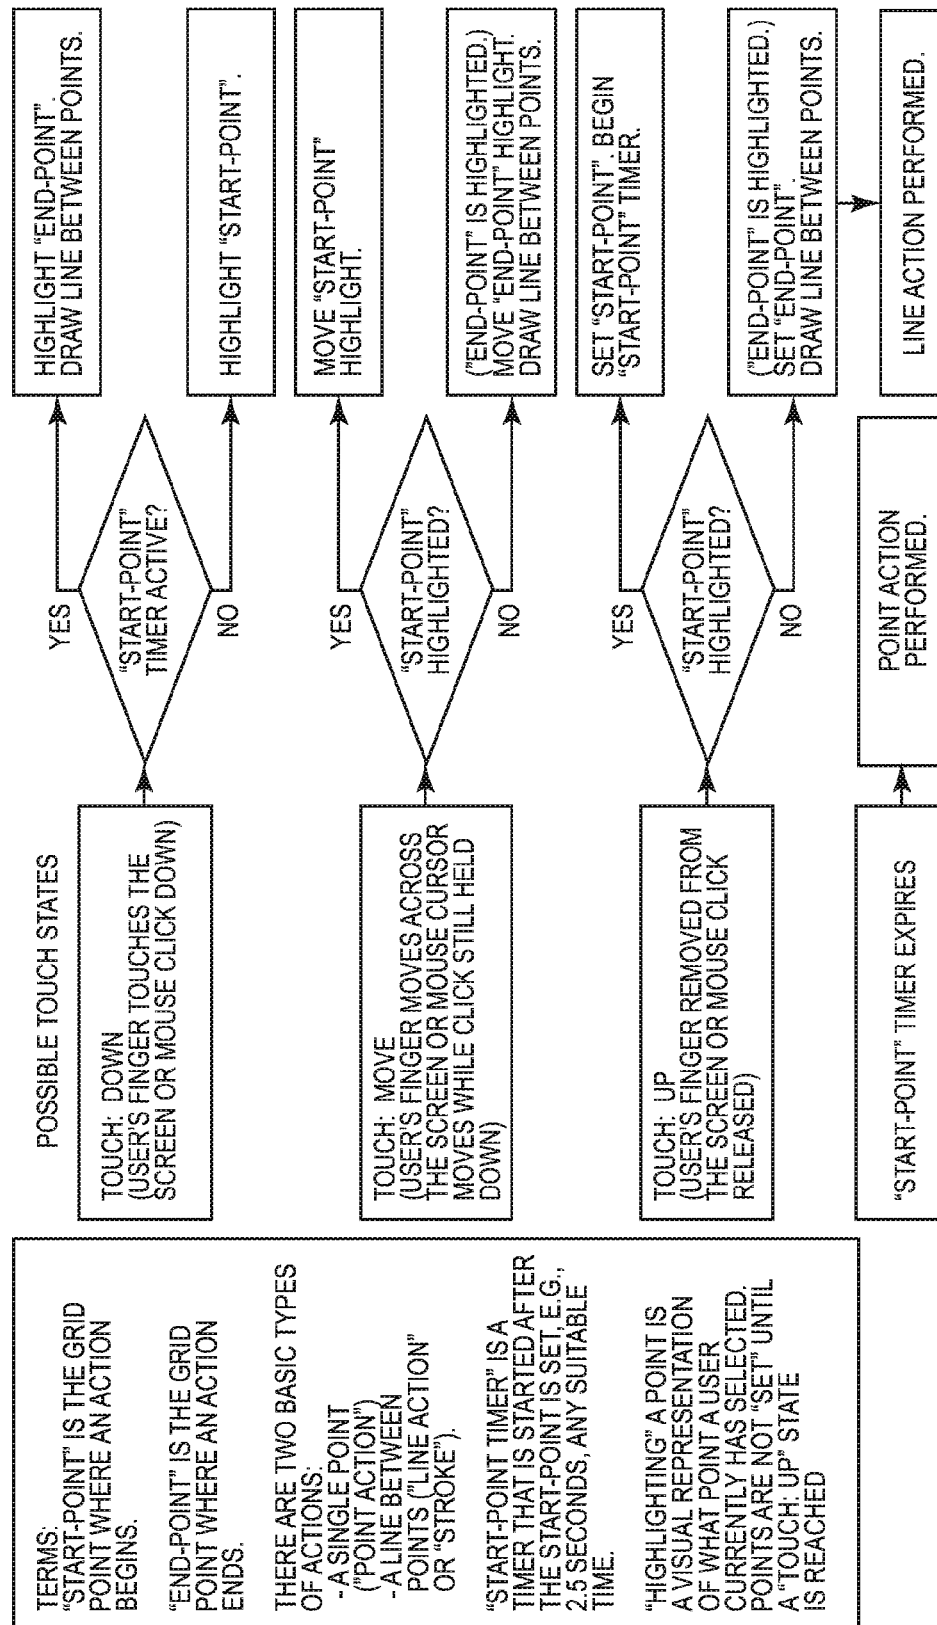 TERMS:
“START-POINT” IS THE GRID
POINT WHERE AN ACTION
BEGINS.
“END-POINT” IS THE GRID
POINT WHERE AN ACTION
ENDS.
THERE ARE TWO BASIC TYPES
OF ACTIONS:
- A SINGLE POINT
(”POINT ACTION”)
- A LINE BETWEEN
POINTS (”LINE ACTION”
OR “STROKE”).
“START-POINT TIMER” IS A
TIMER THAT IS STARTED AFTER
THE START-POINT IS SET, E.G.,
2.5 SECONDS, ANY SUITABLE
TIME.
“HIGHLIGHTING” A POINT IS
A VISUAL REPRESENTATION
OF WHAT POINT A USER
CURRENTLY HAS SELECTED.
POINTS ARE NOT “SET” UNTIL
A “TOUCH: UP” STATE
IS REACHED
POSSIBLE TOUCH STATES
TOUCH: DOWN
(USER’S FINGER TOUCHES THE
SCREEN OR MOUSE CLICK DOWN)
“START-POINT”
TIMER ACTIVE?
YES
HIGHLIGHT “END-POINT”.
DRAW LINE BETWEEN POINTS.
NO
HIGHLIGHT “START-POINT”.
TOUCH: MOVE
(USER’S FINGER MOVES ACROSS
THE SCREEN OR MOUSE CURSOR
MOVES WHILE CLICK STILL HELD
DOWN)
“START-POINT”
HIGHLIGHTED?
YES
MOVE “START-POINT”
HIGHLIGHT.
NO
(”END-POINT” IS HIGHLIGHTED.)
MOVE “END-POINT” HIGHLIGHT.
DRAW LINE BETWEEN POINTS.
TOUCH: UP
(USER’S FINGER REMOVED FROM
THE SCREEN OR MOUSE CLICK
RELEASED)
“START-POINT”
HIGHLIGHTED?
YES
SET “START-POINT”. BEGIN
“START-POINT” TIMER.
NO
(”END-POINT” IS HIGHLIGHTED.)
SET “END-POINT”.
DRAW LINE BETWEEN POINTS.
“START-POINT” TIMER EXPIRES
POINT ACTION
PERFORMED.
LINE ACTION PERFORMED.